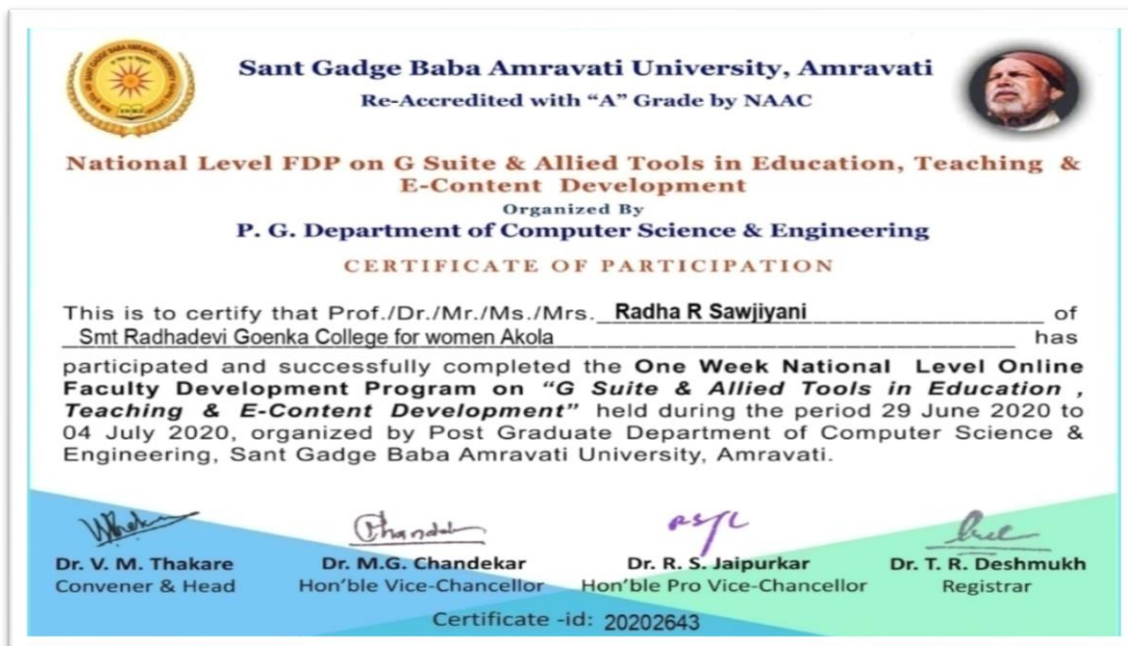 Sant Gadge Baba Amravati University, Amravati
Re-Accredited with “A” Grade by NAAC
National Level FDP on G Suite & Allied Tools in Education, Teaching &
E-Content Development
Organized By
P. G. Department of Computer Science & Engineering
CERTIFICATE OF PARTICIPATION
This is to certify that Prof./Dr./Mr./Ms./Mrs. Radha R Sawjiyani of
Smt Radhadevi Goenka College for women Akola has
participated and successfully completed the One Week National Level Online
Faculty Development Program on “G Suite & Allied Tools in Education ,
Teaching & E-Content Development” held during the period 29 June 2020 to
04 July 2020, organized by Post Graduate Department of Computer Science &
Engineering, Sant Gadge Baba Amravati University, Amravati.
Dr. V. M. Thakare Dr. M.G. Chandekar Dr. R. S. Jaipurkar Dr. T. R. Deshmukh
Convener & Head Hon’ble Vice-Chancellor Hon’ble Pro Vice-Chancellor Registrar
Certificate -id: 20202643